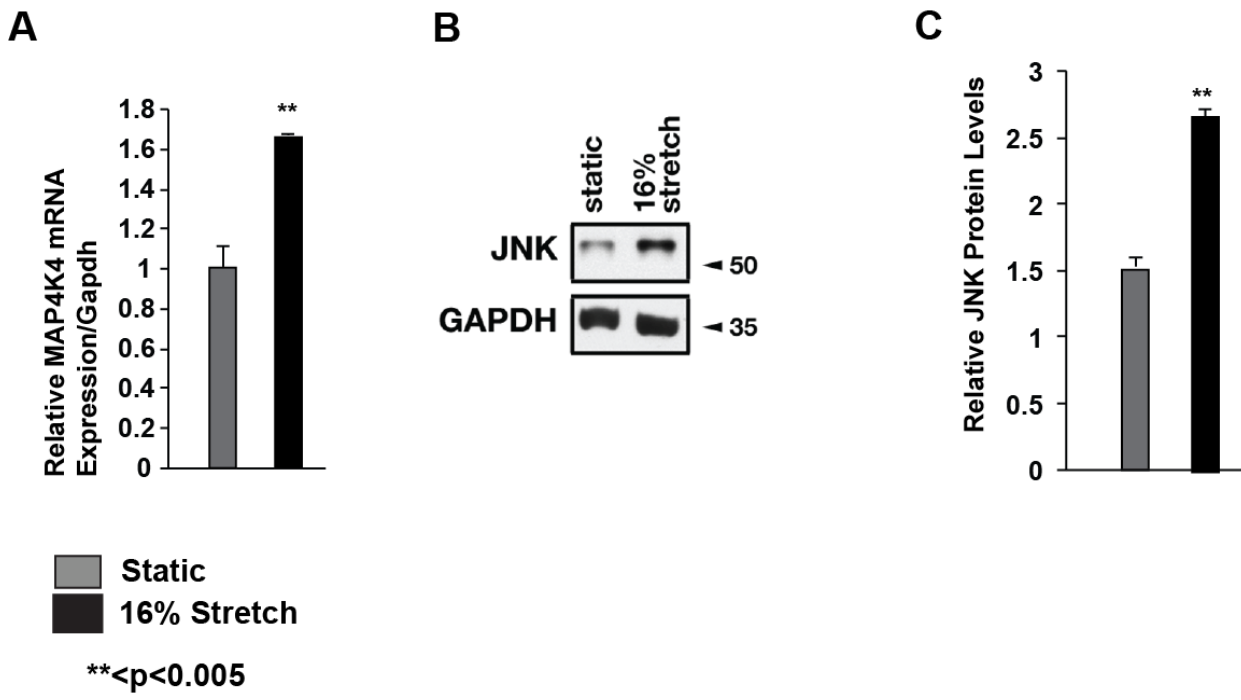 A
Relative MAP4K4 mRNA
Expression/Gapdh
1.8
1.6
1.4
1.2
1
0.8
0.6
0.4
0.2
0
**
B
static
16%
stretch
JNK
50
GAPDH
35
C
Relative JNK Protein Levels
3
2.5
2
1.5
1
0.5
0
**
Static
16% Stretch
**<p<0.005